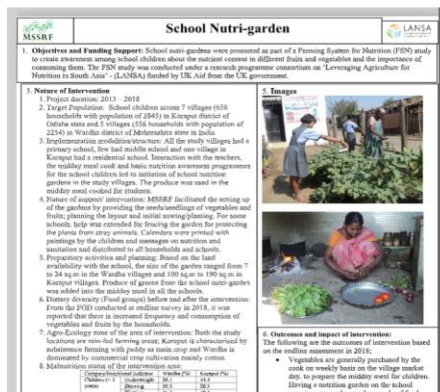 MSSRF
School Nutri-garden
LANSA
1. Objectives and Funding Support: School nutri-gardens were promoted as part of a Farming System for Nutrition (FSN) study
to create awareness among school children about the nutrient content in different fruits and vegetables and the importance of
consuming them. The FSN study was conducted under a research programme consortium on 'Leveraging Agriculture for
Nutrition in South Asia' - (LANSA) funded by UK Aid from the UK government.
3. Nature of Intervention
1. Project duration: 2013 – 2018
2. Target Population: School children across 7 villages (658
households with population of 2845) in Koraput district of
Odisha state and 5 villages (556 households with population of
2254) in Wardha district of Maharashtra state in India.
3. Implementation modalities/structure: All the study villages had a
primary school, few had middle school and one village in
Koraput had a residential school. Interaction with the teachers,
the midday meal cook and basic nutrition awareness programmes
for the school children led to initiation of school nutrition
gardens in the study villages. The produce was used in the
midday meal cooked for students.
4. Nature of support/ intervention: MSSRF facilitated the setting up
of the gardens by providing the seeds/seedlings of vegetables and
fruits; planning the layout and initial sowing/planting. For some
schools, help was extended for fencing the garden for protecting
the plants from stray animals. Calendars were printed with
paintings by the children and messages on nutrition and
sanitation and distributed to all households and schools.
5. Preparatory activities and planning: Based on the land
availability with the school, the size of the garden ranged from 7
to 24 sq.m in the Wardha villages and 100 sq.m to 190 sq.m in
Koraput villages. Produce of greens from the school nutri-garden
was added into the midday meal in all the schools.
6. Dietary diversity (Food groups) before and after the intervention:
From the FGD conducted at endline survey in 2018, it was
reported that there is increased frequency and consumption of
vegetables and fruits by the households.
7. Agro-Ecology zone of the area of intervention: Both the study
locations are rain-fed farming areas; Koraput is characterised by
subsistence farming with paddy as main crop and Wardha is
dominated by commercial crop cultivation mainly cotton.
8. Malnutrition status of the intervention area:
Category Nutritional indicator Wardha (%) Koraput (%)
Children (< 5 Underweight
years) Stunting
5. Images
6. Outcomes and impact of intervention:
The following are the outcomes of intervention based
on the endline assessment in 2018;
• Vegetables are generally purchased by the
cook on weekly basis on the village market
day, to prepare the midday meal for children.
Having a nutrition garden on the school